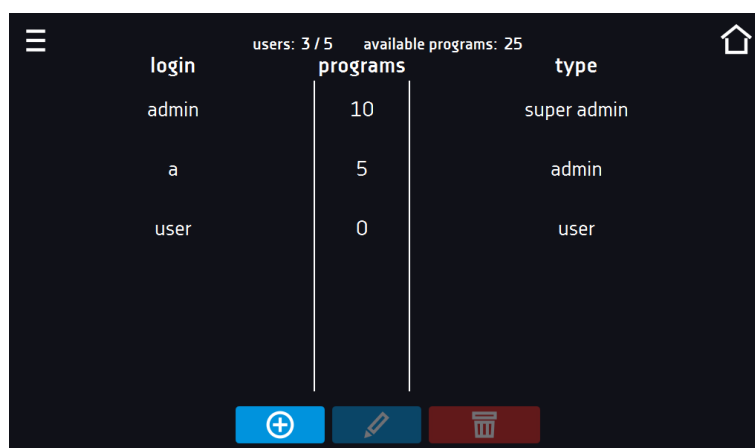 users: 3 / 5 available programs: 25
login programs type
admin 10 super admin
a 5 admin
user 0 user